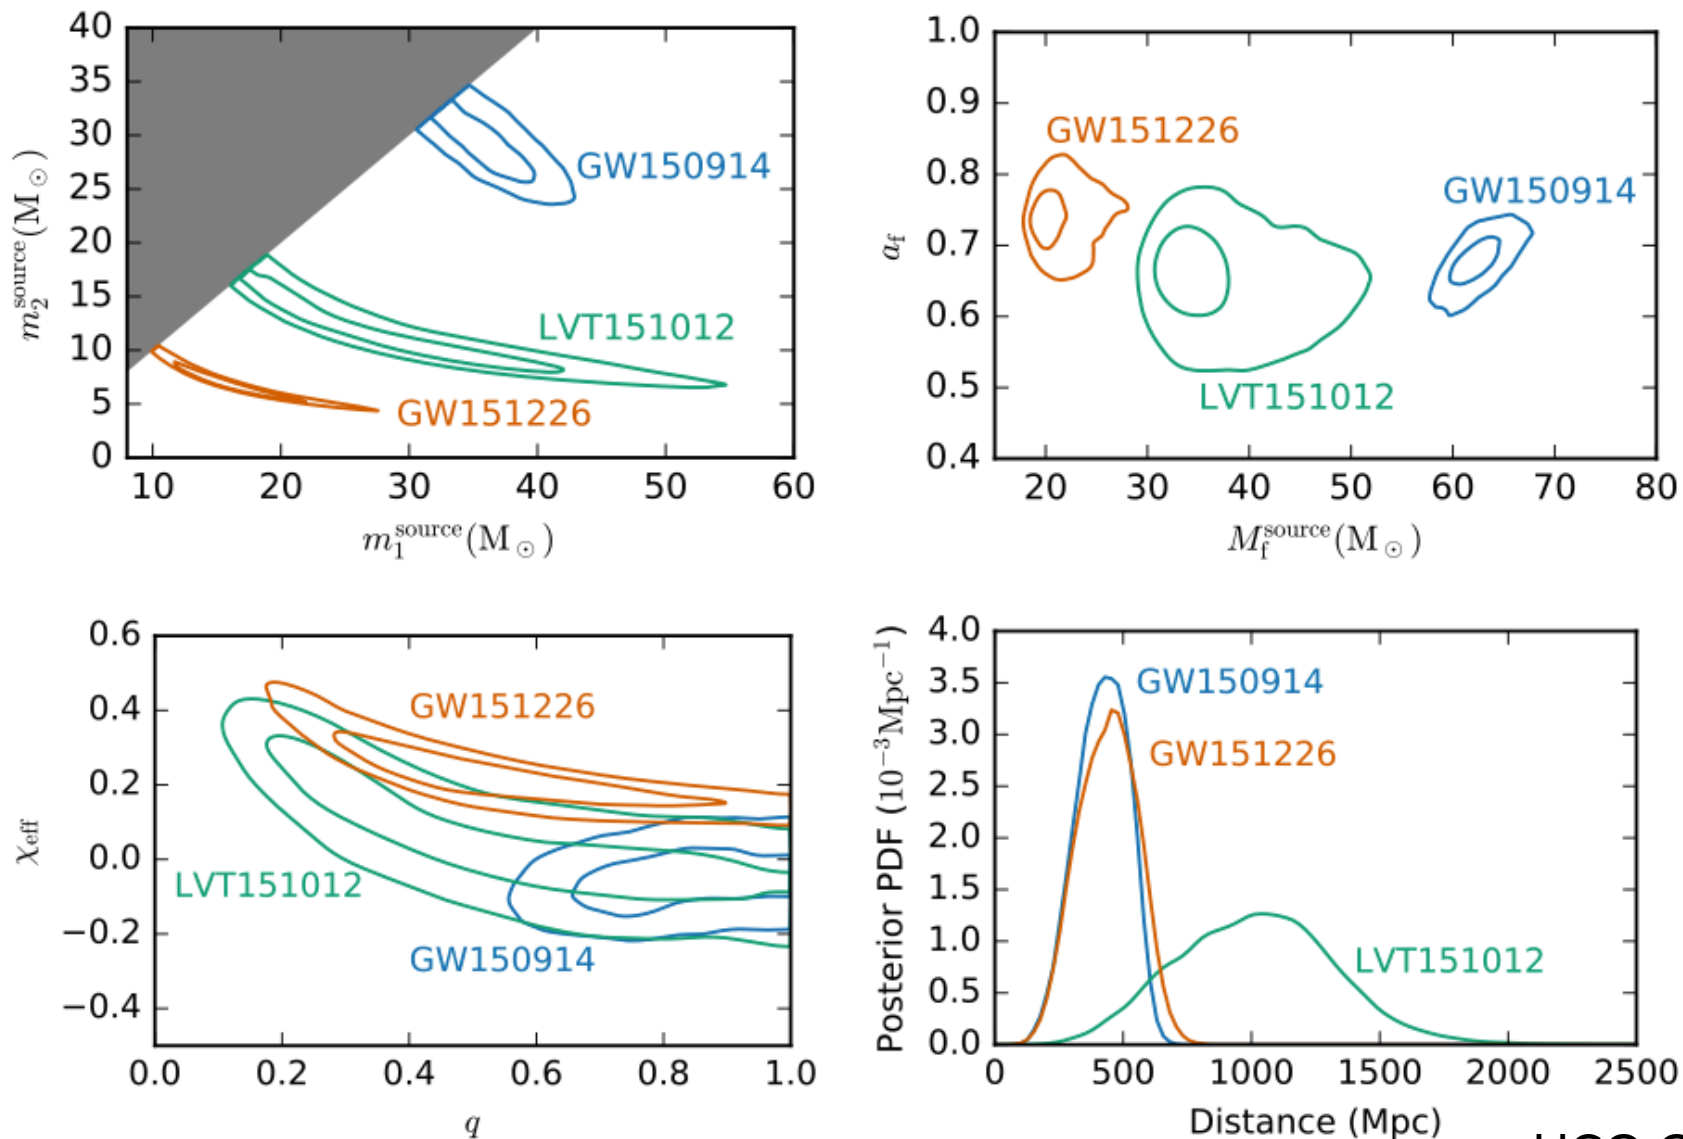 40
35
30
25
20
15
10
5
0
10 20 30 40 50 60
m₂^source (M⊙)
m₁^source (M⊙)
GW150914
LVT151012
GW151226
1.0
0.9
0.8
0.7
0.6
0.5
0.4
20 30 40 50 60 70 80
a_f
M_f^source (M⊙)
GW151226
GW150914
LVT151012
0.6
0.4
0.2
0.0
−0.2
−0.4
0.0 0.2 0.4 0.6 0.8 1.0
χ_eff
q
GW151226
LVT151012
GW150914
4.0
3.5
3.0
2.5
2.0
1.5
1.0
0.5
0.0
0 500 1000 1500 2000 2500
Posterior PDF (10⁻³Mpc⁻¹)
Distance (Mpc)
GW150914
GW151226
LVT151012